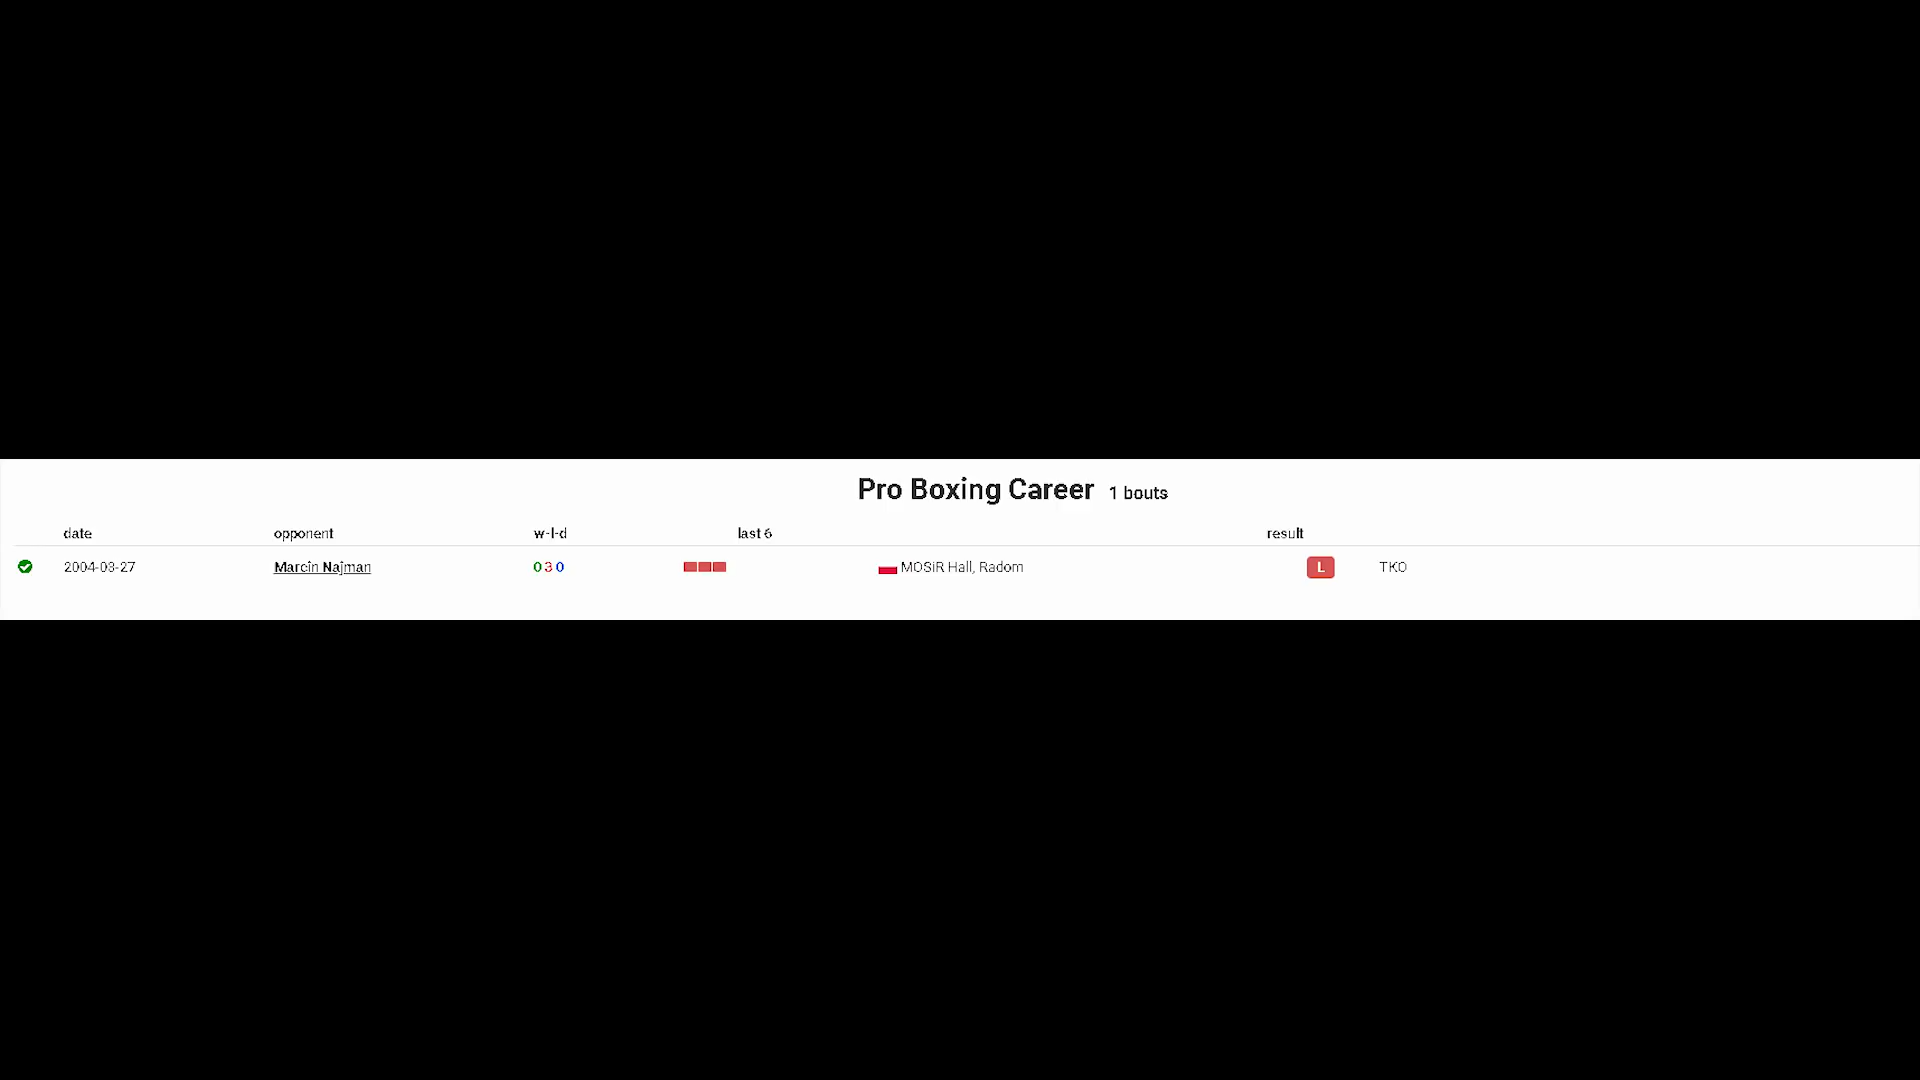 Pro Boxing Career 1 bouts
date opponent w-l-d last 6 result
2004-03-27 Marcin Najman 0 3 0 MOSiR Hall, Radom L TKO